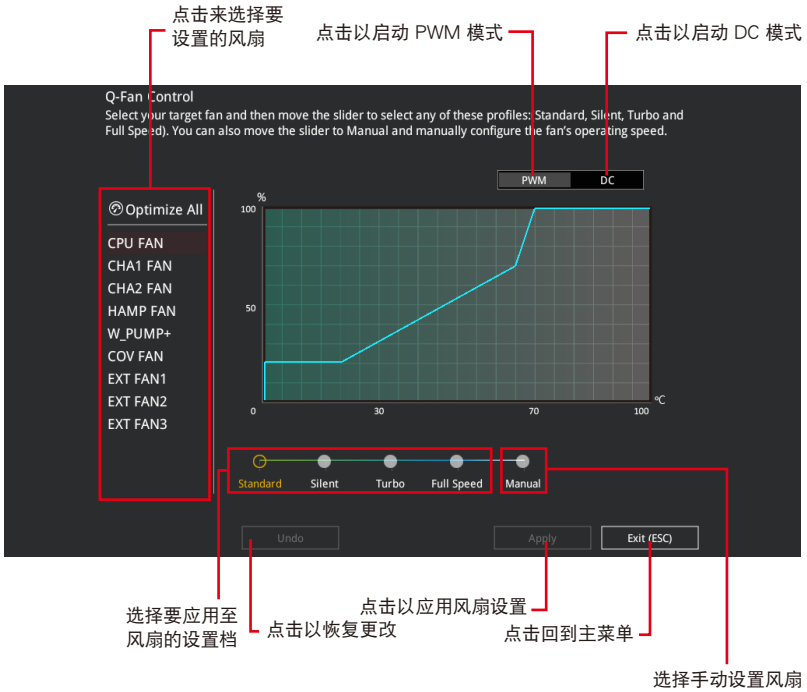 点击来选择要
设置的风扇
点击以启动 PWM 模式
点击以启动 DC 模式
Q-Fan Control
Select your target fan and then move the slider to select any of these profiles: Standard, Silent, Turbo and
Full Speed). You can also move the slider to Manual and manually configure the fan's operating speed.
PWM DC
Optimize All
CPU FAN
CHA1 FAN
CHA2 FAN
HAMP FAN
W_PUMP+
COV FAN
EXT FAN1
EXT FAN2
EXT FAN3
%
100
50
0 30 70 100
ºC
Standard Silent Turbo Full Speed Manual
Undo Apply Exit (ESC)
选择要应用至
风扇的设置档
点击以恢复更改
点击以应用风扇设置
点击回到主菜单
选择手动设置风扇